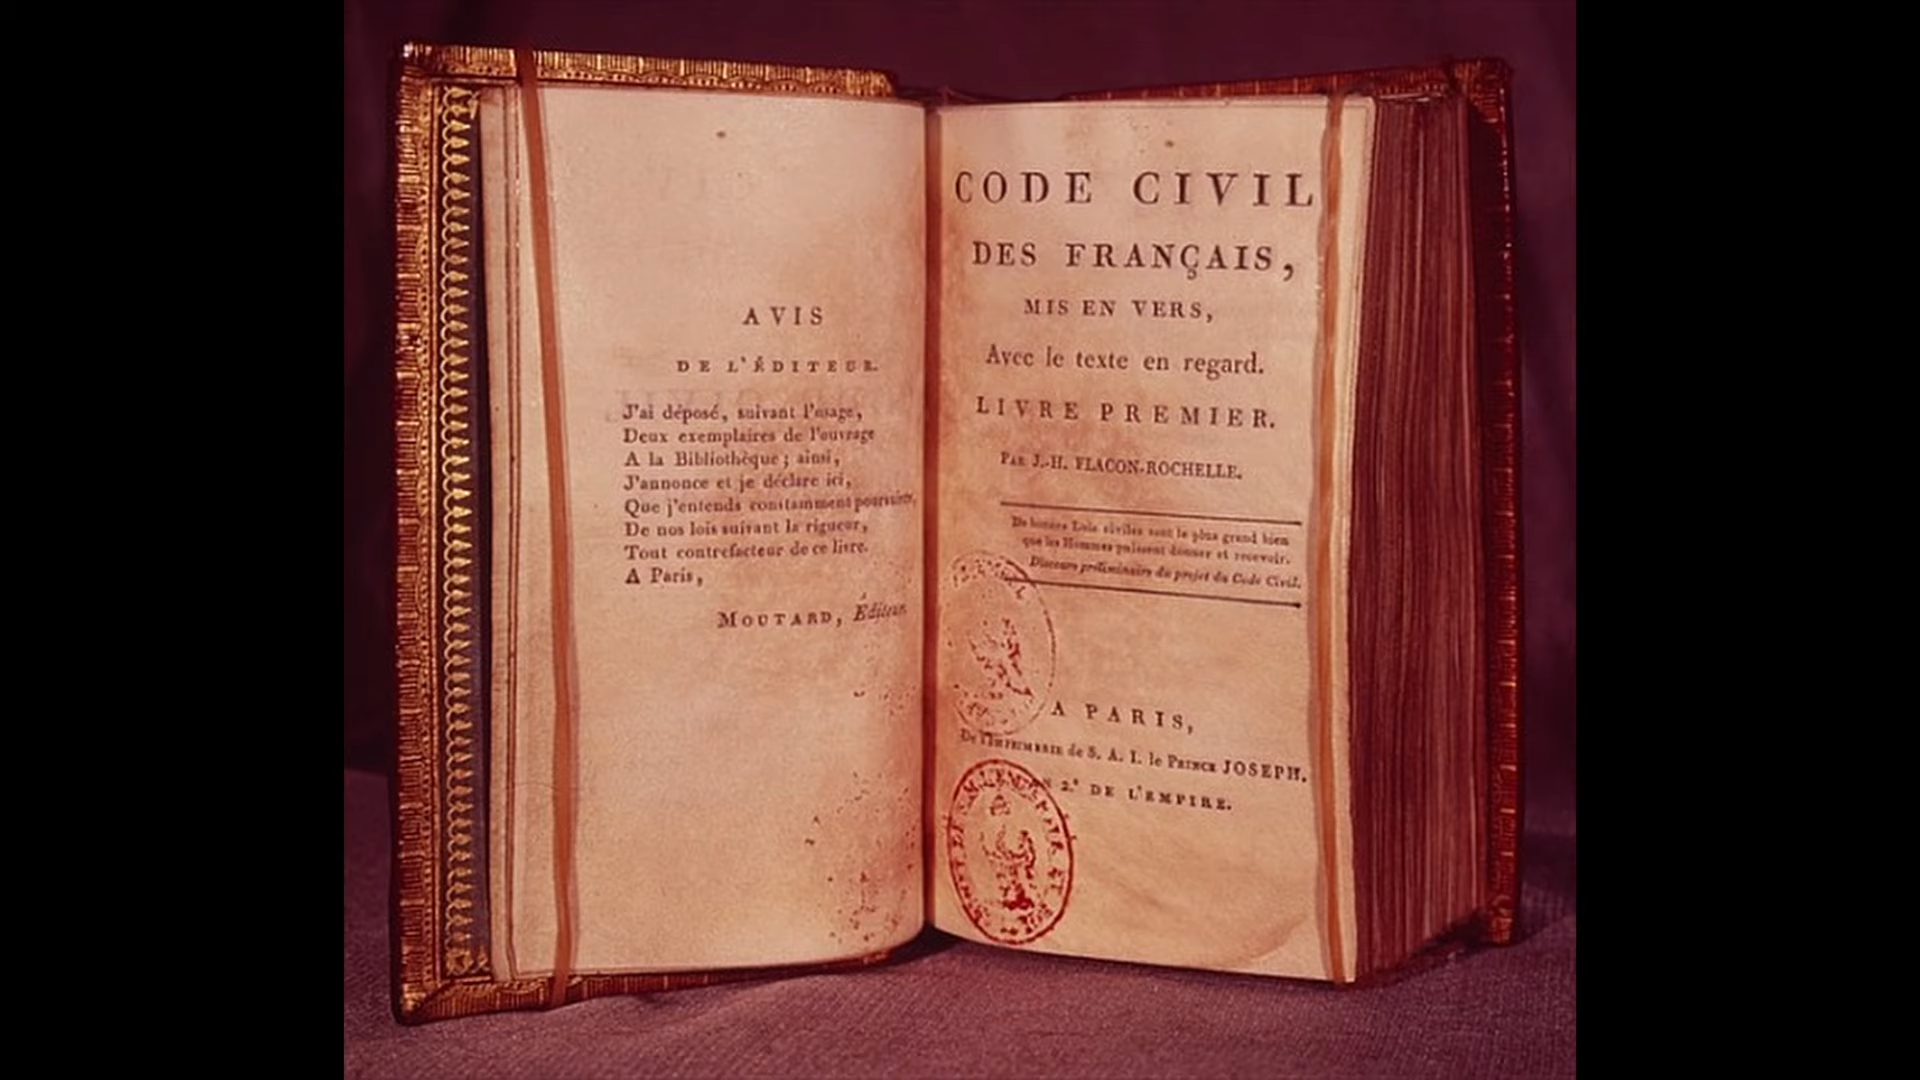 AVIS
DE L'ÉDITEUR.
J'ai déposé, suivant l'usage,
Deux exemplaires de l'ouvrage
A la Bibliothèque ; ainsi,
J'annonce et je déclare ici,
Que j'entends constamment poursuivre,
De nos lois suivant la rigueur,
Tout contrefacteur de ce livre.
A Paris,
MOUTARD, Éditeur.
CODE CIVIL
DES FRANÇAIS,
MIS EN VERS,
Avec le texte en regard.
LIVRE PREMIER.
PAR J.-H. FLACON-ROCHELLE.
De bonnes Lois civiles sont le plus grand bien
que les Hommes puissent donner et recevoir.
Discours préliminaire du projet du Code Civil.
A PARIS,
De l'IMPRIMERIE de S. A. I. le PRINCE JOSEPH.
2.e DE L'EMPIRE.